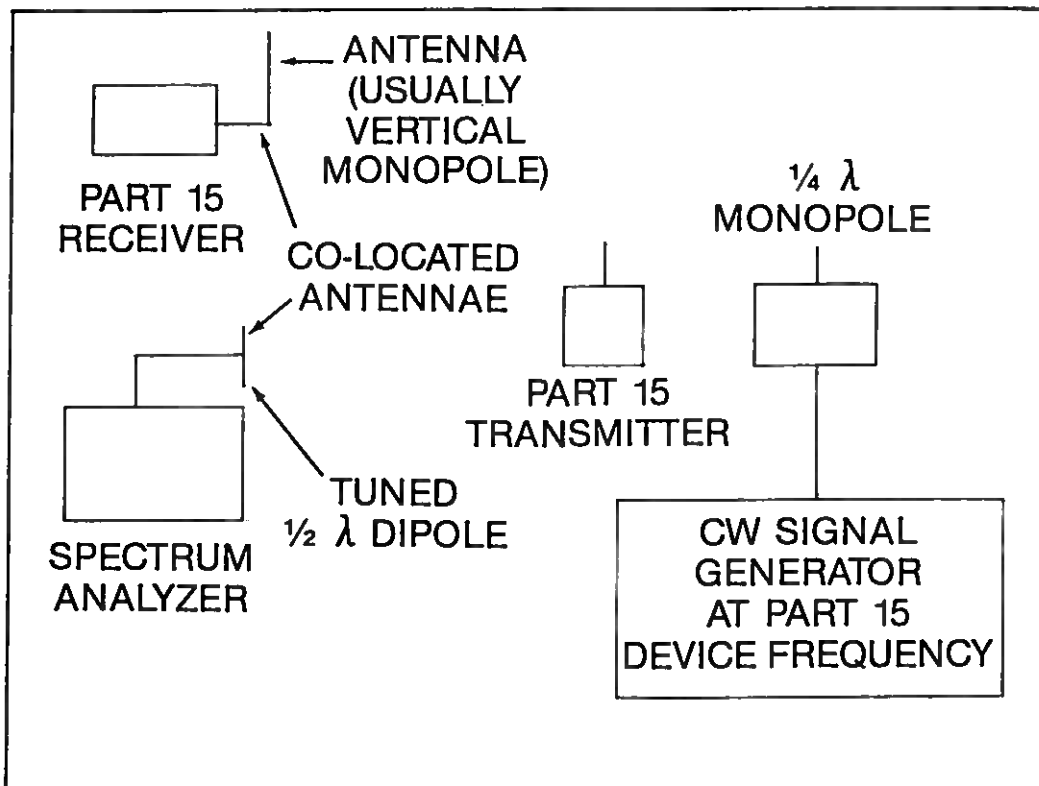 ANTENNA
(USUALLY
VERTICAL
MONOPOLE)
PART 15
RECEIVER
¼ λ
MONOPOLE
CO-LOCATED
ANTENNAE
PART 15
TRANSMITTER
TUNED
½ λ DIPOLE
SPECTRUM
ANALYZER
CW SIGNAL
GENERATOR
AT PART 15
DEVICE FREQUENCY